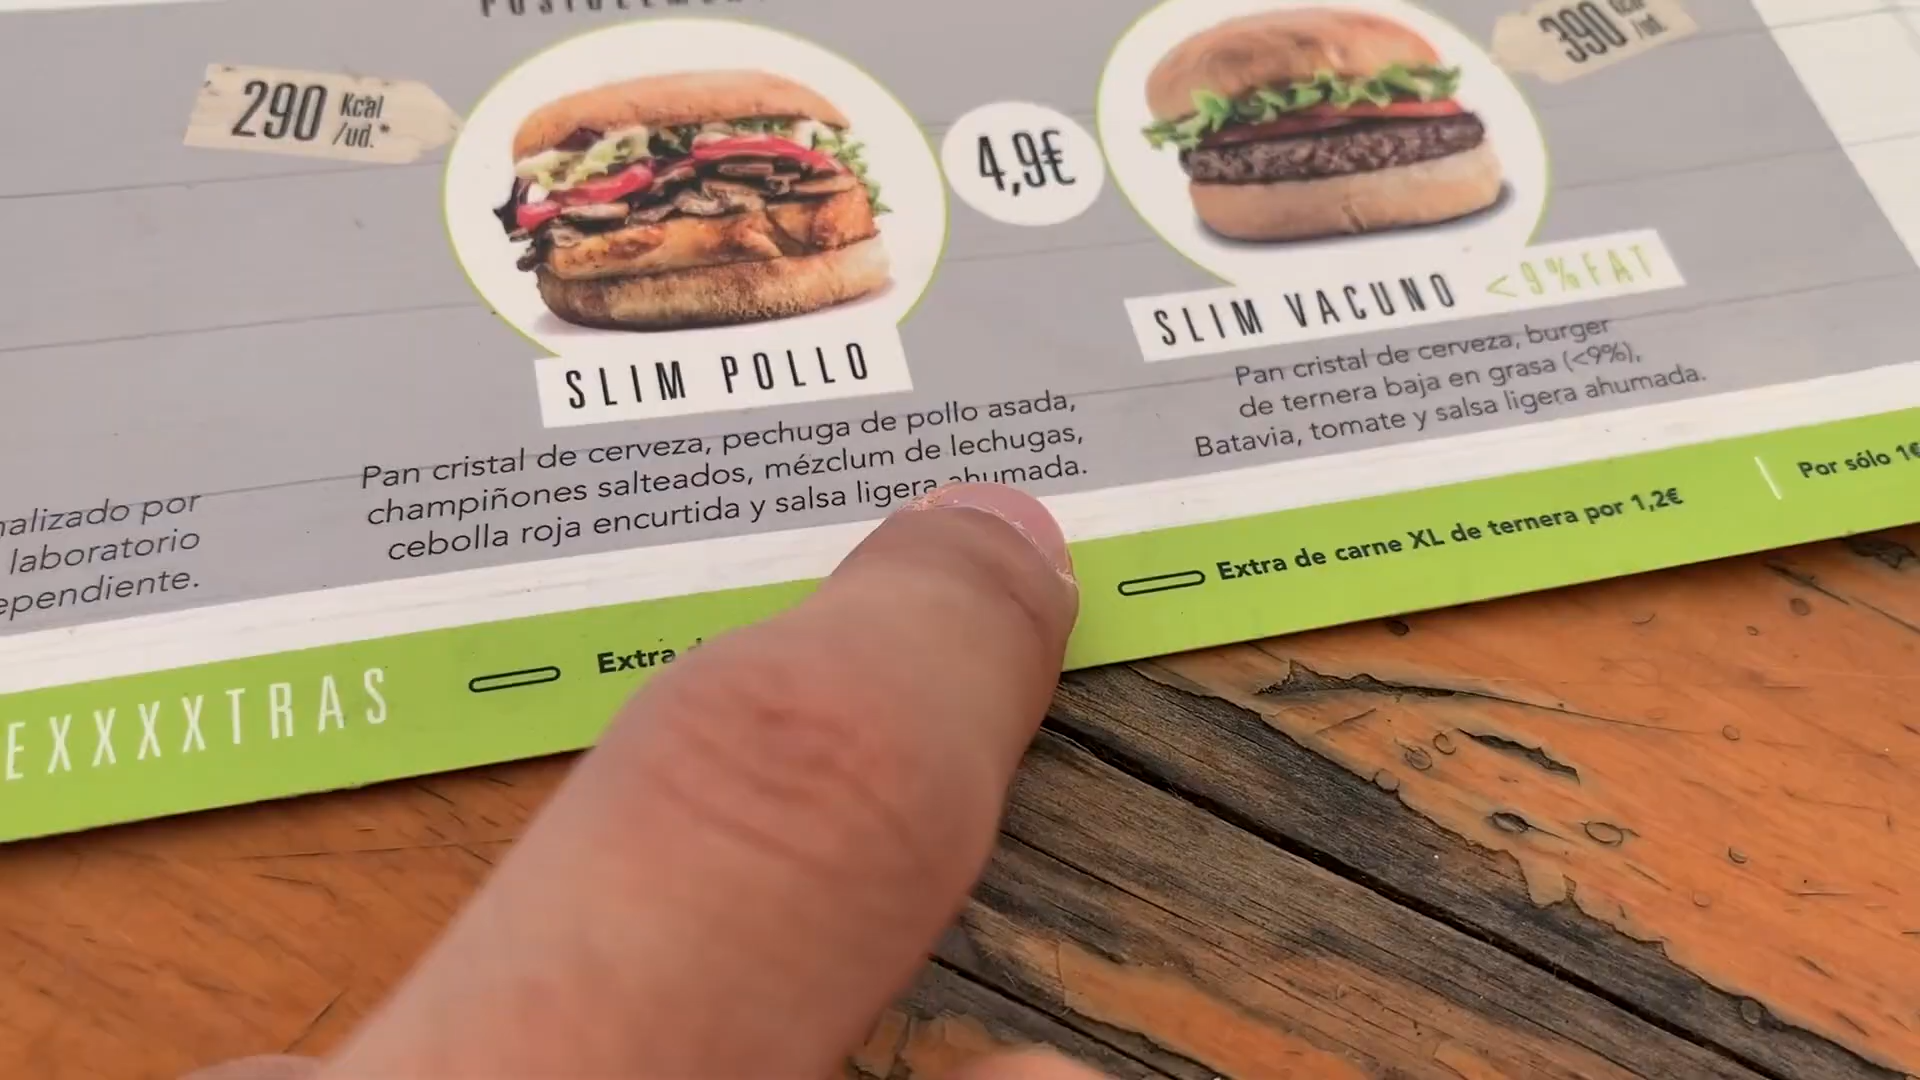 290 Kcal
/ud.*
4,9€
390
/ud.
SLIM POLLO
Pan cristal de cerveza, pechuga de pollo asada,
champiñones salteados, mézclum de lechugas,
cebolla roja encurtida y salsa ligera ahumada.
SLIM VACUNO <9%FAT
Pan cristal de cerveza, burger
de ternera baja en grasa (<9%),
Batavia, tomate y salsa ligera ahumada.
por
laboratorio
EXXXXTRAS
Extra
Extra de carne XL de ternera por 1,2€
Por sólo 1€